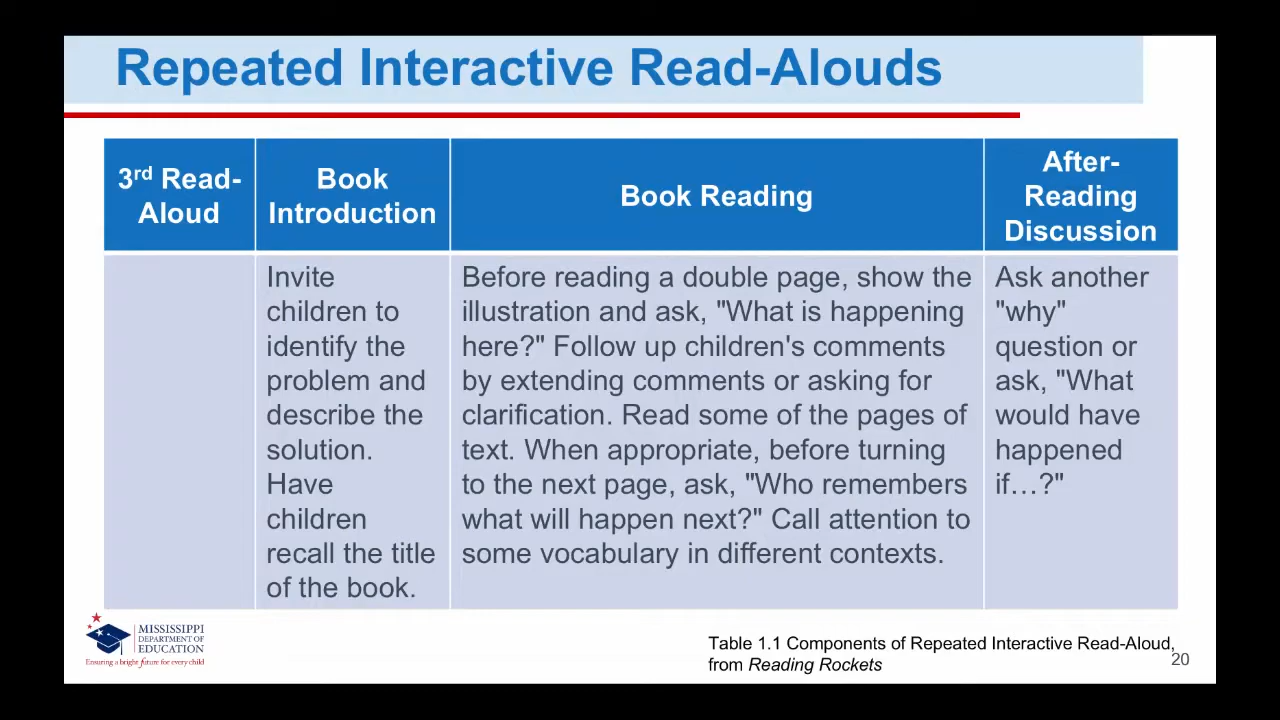 Repeated Interactive Read-Alouds
3rd Read-
Aloud
Book
Introduction
Book Reading
After-
Reading
Discussion
Invite
children to
identify the
problem and
describe the
solution.
Have
children
recall the title
of the book.
Before reading a double page, show the
illustration and ask, "What is happening
here?" Follow up children's comments
by extending comments or asking for
clarification. Read some of the pages of
text. When appropriate, before turning
to the next page, ask, "Who remembers
what will happen next?" Call attention to
some vocabulary in different contexts.
Ask another
"why"
question or
ask, "What
would have
happened
if…?"
MISSISSIPPI
DEPARTMENT OF
EDUCATION
Ensuring a bright future for every child
Table 1.1 Components of Repeated Interactive Read-Aloud,
from Reading Rockets
20